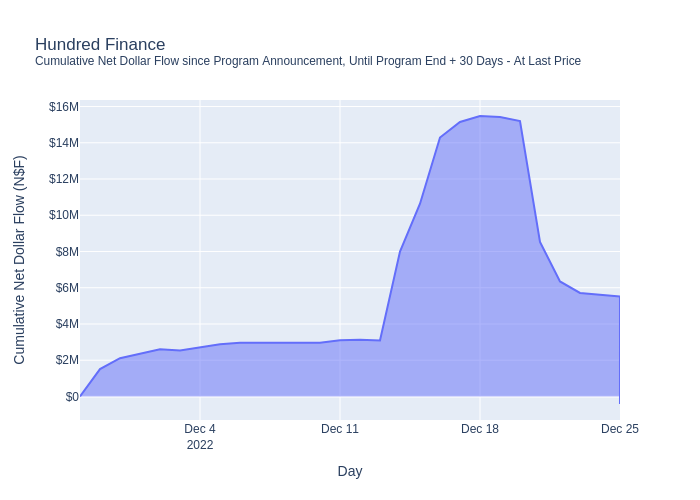 Hundred Finance
Cumulative Net Dollar Flow since Program Announcement, Until Program End + 30 Days - At Last Price
Cumulative Net Dollar Flow (N$F)
$16M
$14M
$12M
$10M
$8M
$6M
$4M
$2M
$0
Dec 4
2022
Dec 11
Dec 18
Dec 25
Day